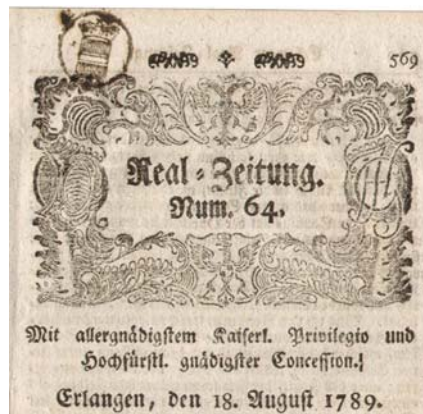 569
Real-Zeitung.
Num. 64.
Mit allergnädigstem Kaiserl. Privilegio und
Hochfürstl. gnädigster Concession.
Erlangen, den 18. August 1789.